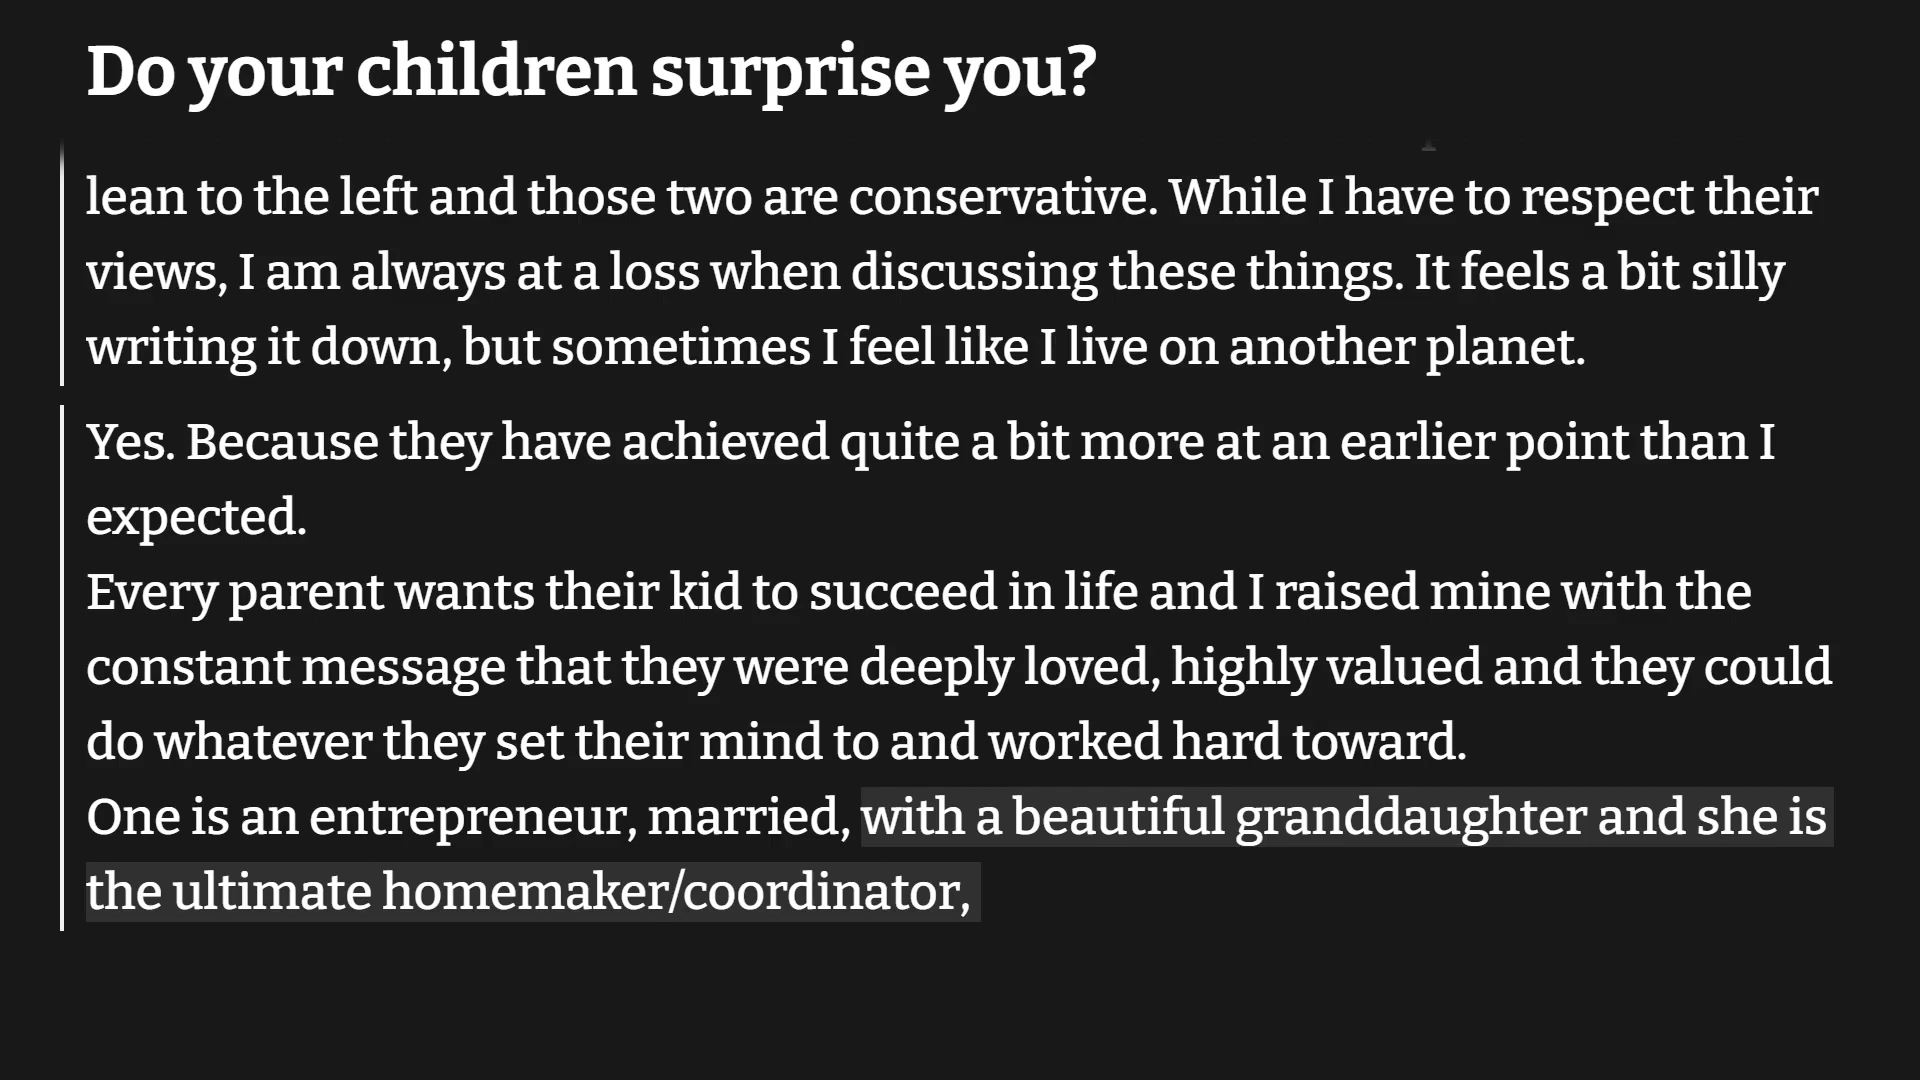 Do your children surprise you?
lean to the left and those two are conservative. While I have to respect their
views, I am always at a loss when discussing these things. It feels a bit silly
writing it down, but sometimes I feel like I live on another planet.
Yes. Because they have achieved quite a bit more at an earlier point than I
expected.
Every parent wants their kid to succeed in life and I raised mine with the
constant message that they were deeply loved, highly valued and they could
do whatever they set their mind to and worked hard toward.
One is an entrepreneur, married, with a beautiful granddaughter and she is
the ultimate homemaker/coordinator,